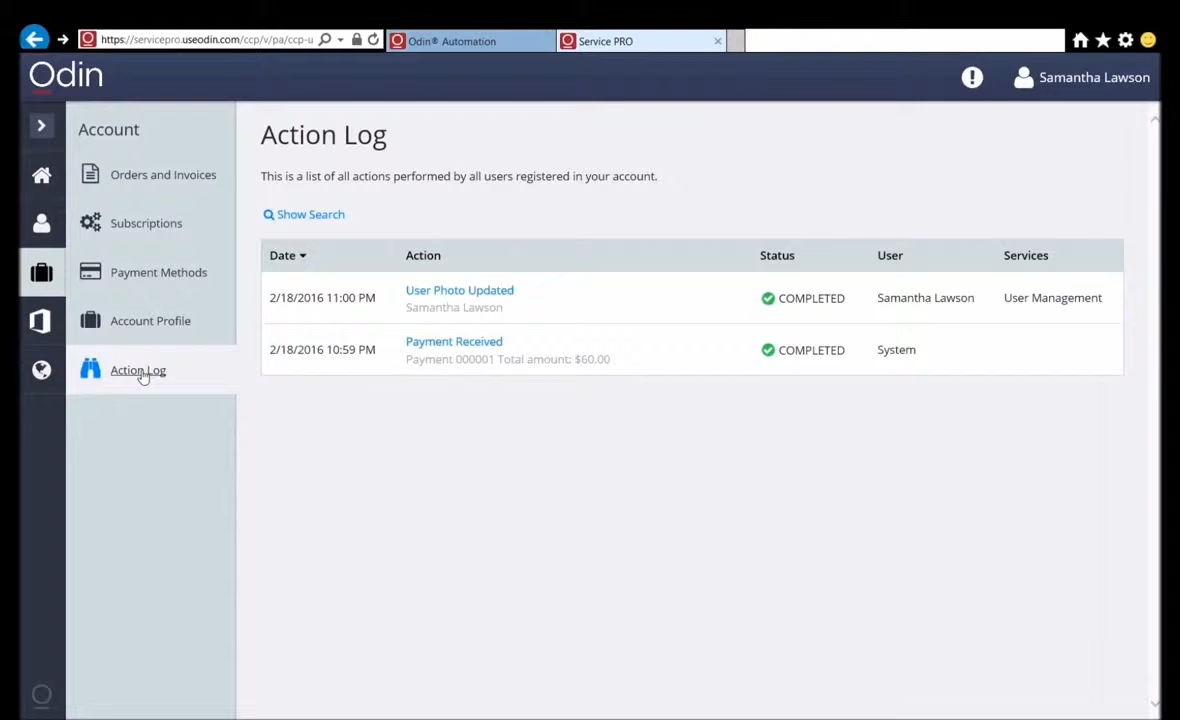 https://servicepro.useodin.com/ccp/v/pa/ccp-u
Odin® Automation
Service PRO
Odin
Samantha Lawson
Account
Orders and Invoices
Subscriptions
Payment Methods
Account Profile
Action Log
Action Log
This is a list of all actions performed by all users registered in your account.
Show Search
Date Action Status User Services
2/18/2016 11:00 PM User Photo Updated COMPLETED Samantha Lawson User Management
Samantha Lawson
2/18/2016 10:59 PM Payment Received COMPLETED System
Payment 000001 Total amount: $60.00